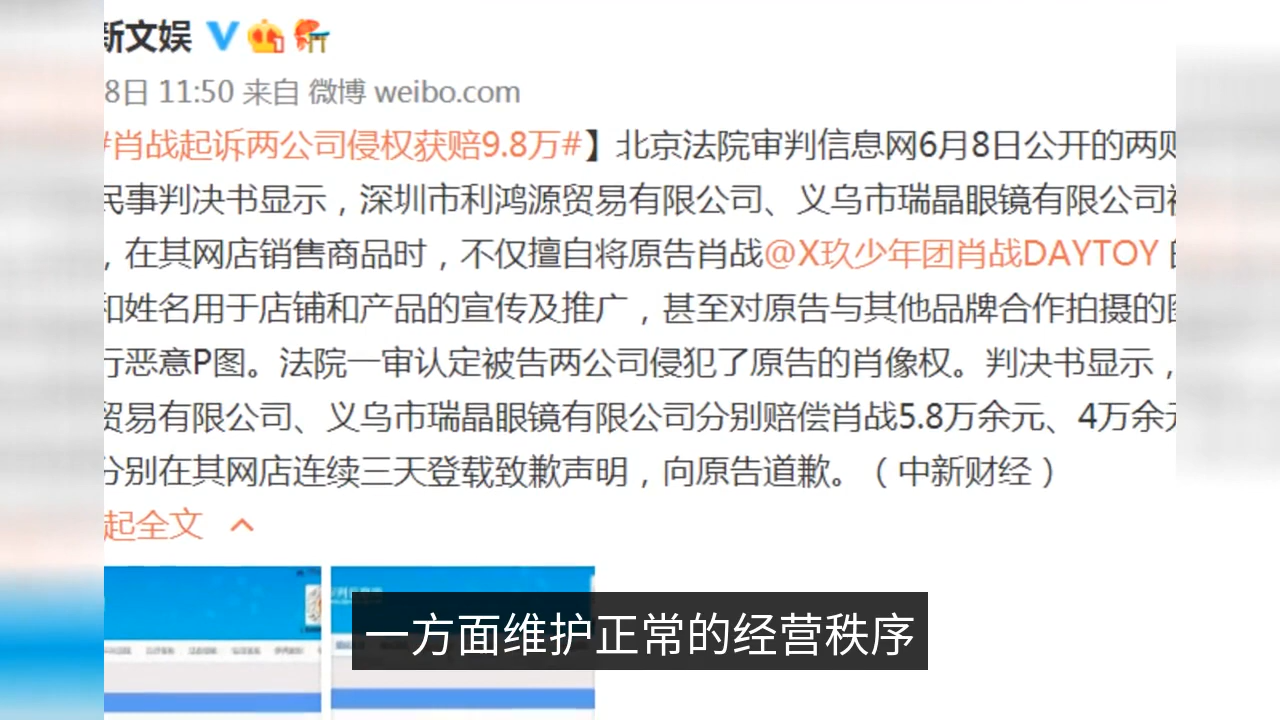 新文娱
8日 11:50 来自 微博 weibo.com
#肖战起诉两公司侵权获赔9.8万#】北京法院审判信息网6月8日公开的两则
民事判决书显示，深圳市利鸿源贸易有限公司、义乌市瑞晶眼镜有限公司
，在其网店销售商品时，不仅擅自将原告肖战@X玖少年团肖战DAYTOY
和姓名用于店铺和产品的宣传及推广，甚至对原告与其他品牌合作拍摄的
行恶意P图。法院一审认定被告两公司侵犯了原告的肖像权。判决书显示，
贸易有限公司、义乌市瑞晶眼镜有限公司分别赔偿肖战5.8万余元、4万余元
分别在其网店连续三天登载致歉声明，向原告道歉。（中新财经）
起全文
一方面维护正常的经营秩序